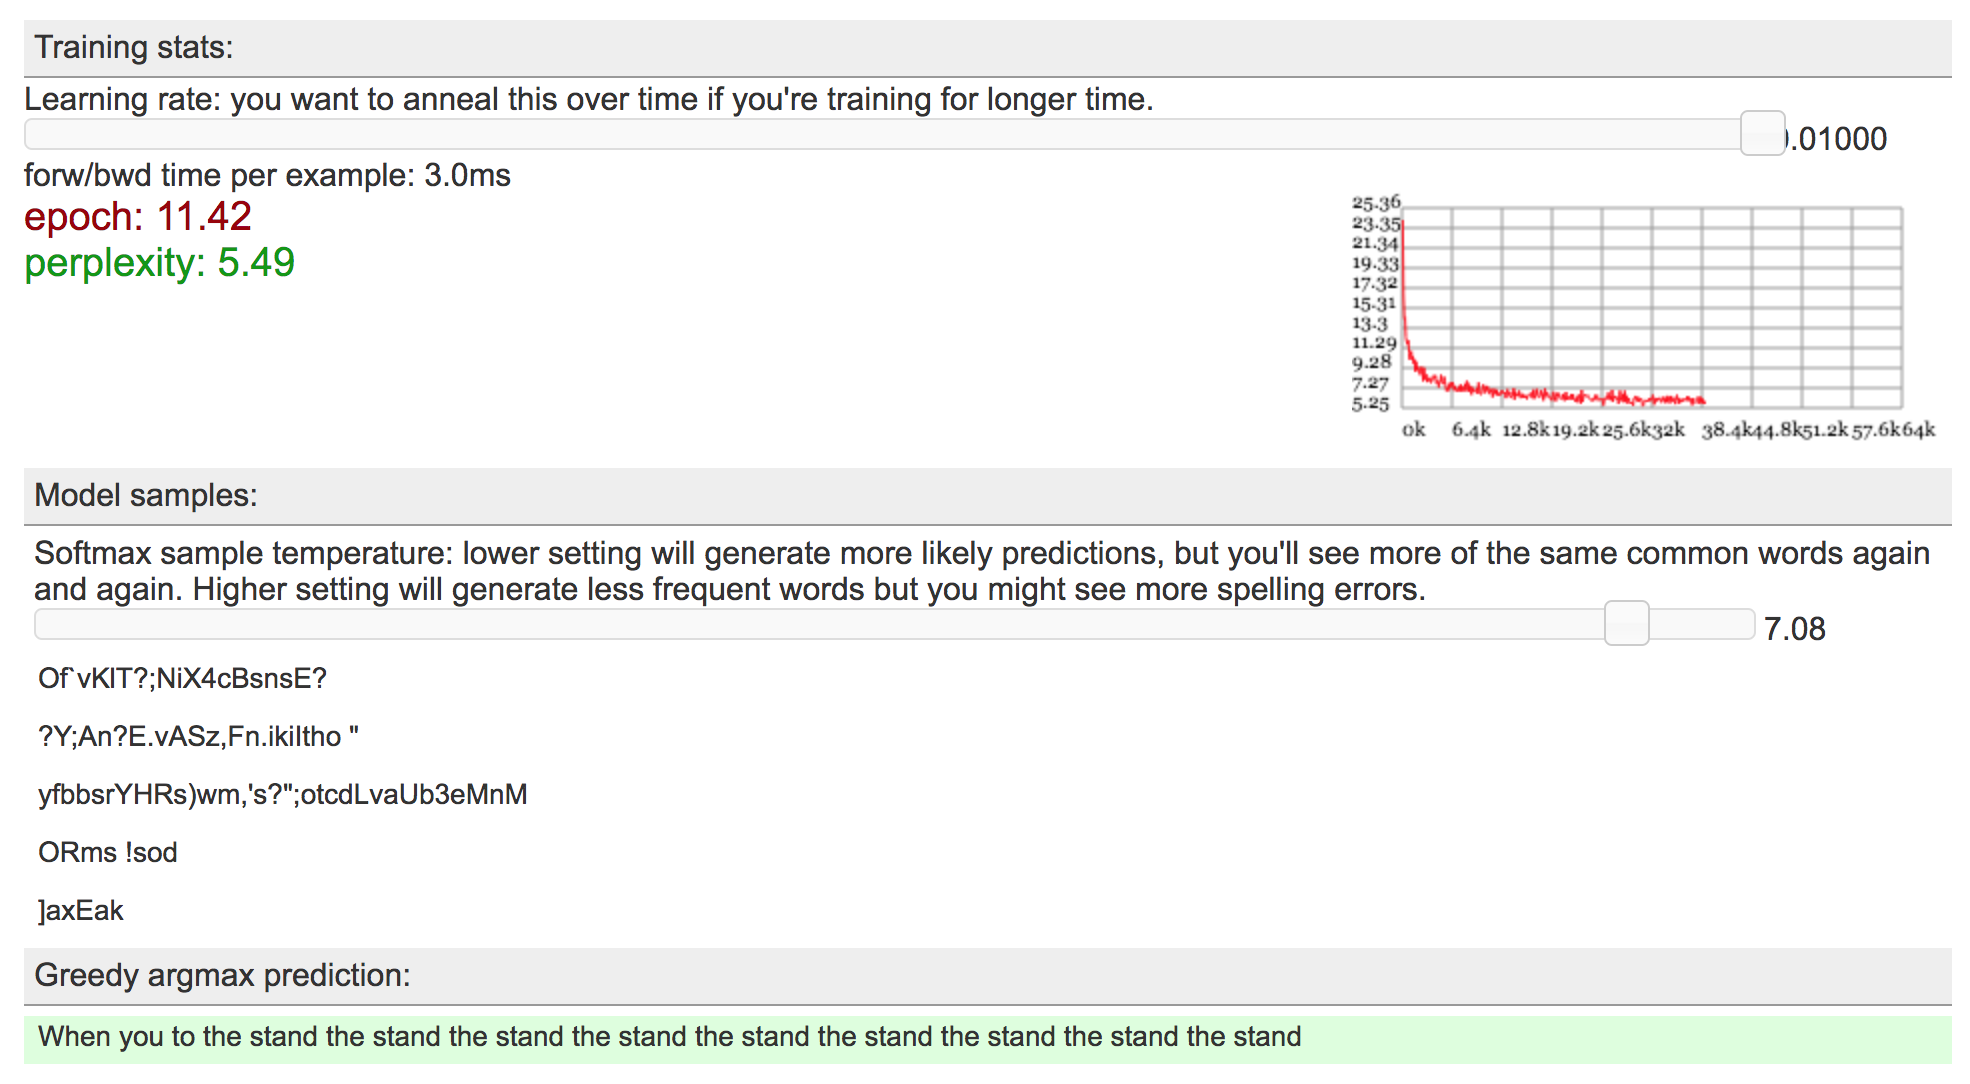 Training stats:
Learning rate: you want to anneal this over time if you're training for longer time.
.01000
forw/bwd time per example: 3.0ms
epoch: 11.42
perplexity: 5.49
25.36
23.35
21.34
19.33
17.32
15.31
13.3
11.29
9.28
7.27
5.25
0k 6.4k 12.8k 19.2k 25.6k 32k 38.4k 44.8k 51.2k 57.6k 64k
Model samples:
Softmax sample temperature: lower setting will generate more likely predictions, but you'll see more of the same common words again
and again. Higher setting will generate less frequent words but you might see more spelling errors.
7.08
Of`vKIT?;NiX4cBsnsE?
?Y;An?E.vASz,Fn.ikiItho "
yfbbsrYHRs)wm,'s?";otcdLvaUb3eMnM
ORms !sod
]axEak
Greedy argmax prediction:
When you to the stand the stand the stand the stand the stand the stand the stand the stand the stand